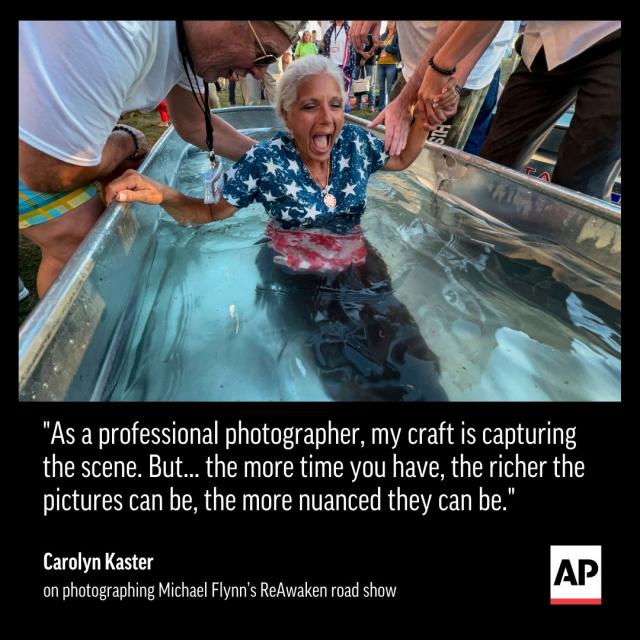 "As a professional photographer, my craft is capturing
the scene. But... the more time you have, the richer the
pictures can be, the more nuanced they can be."
Carolyn Kaster
on photographing Michael Flynn's ReAwaken road show
AP